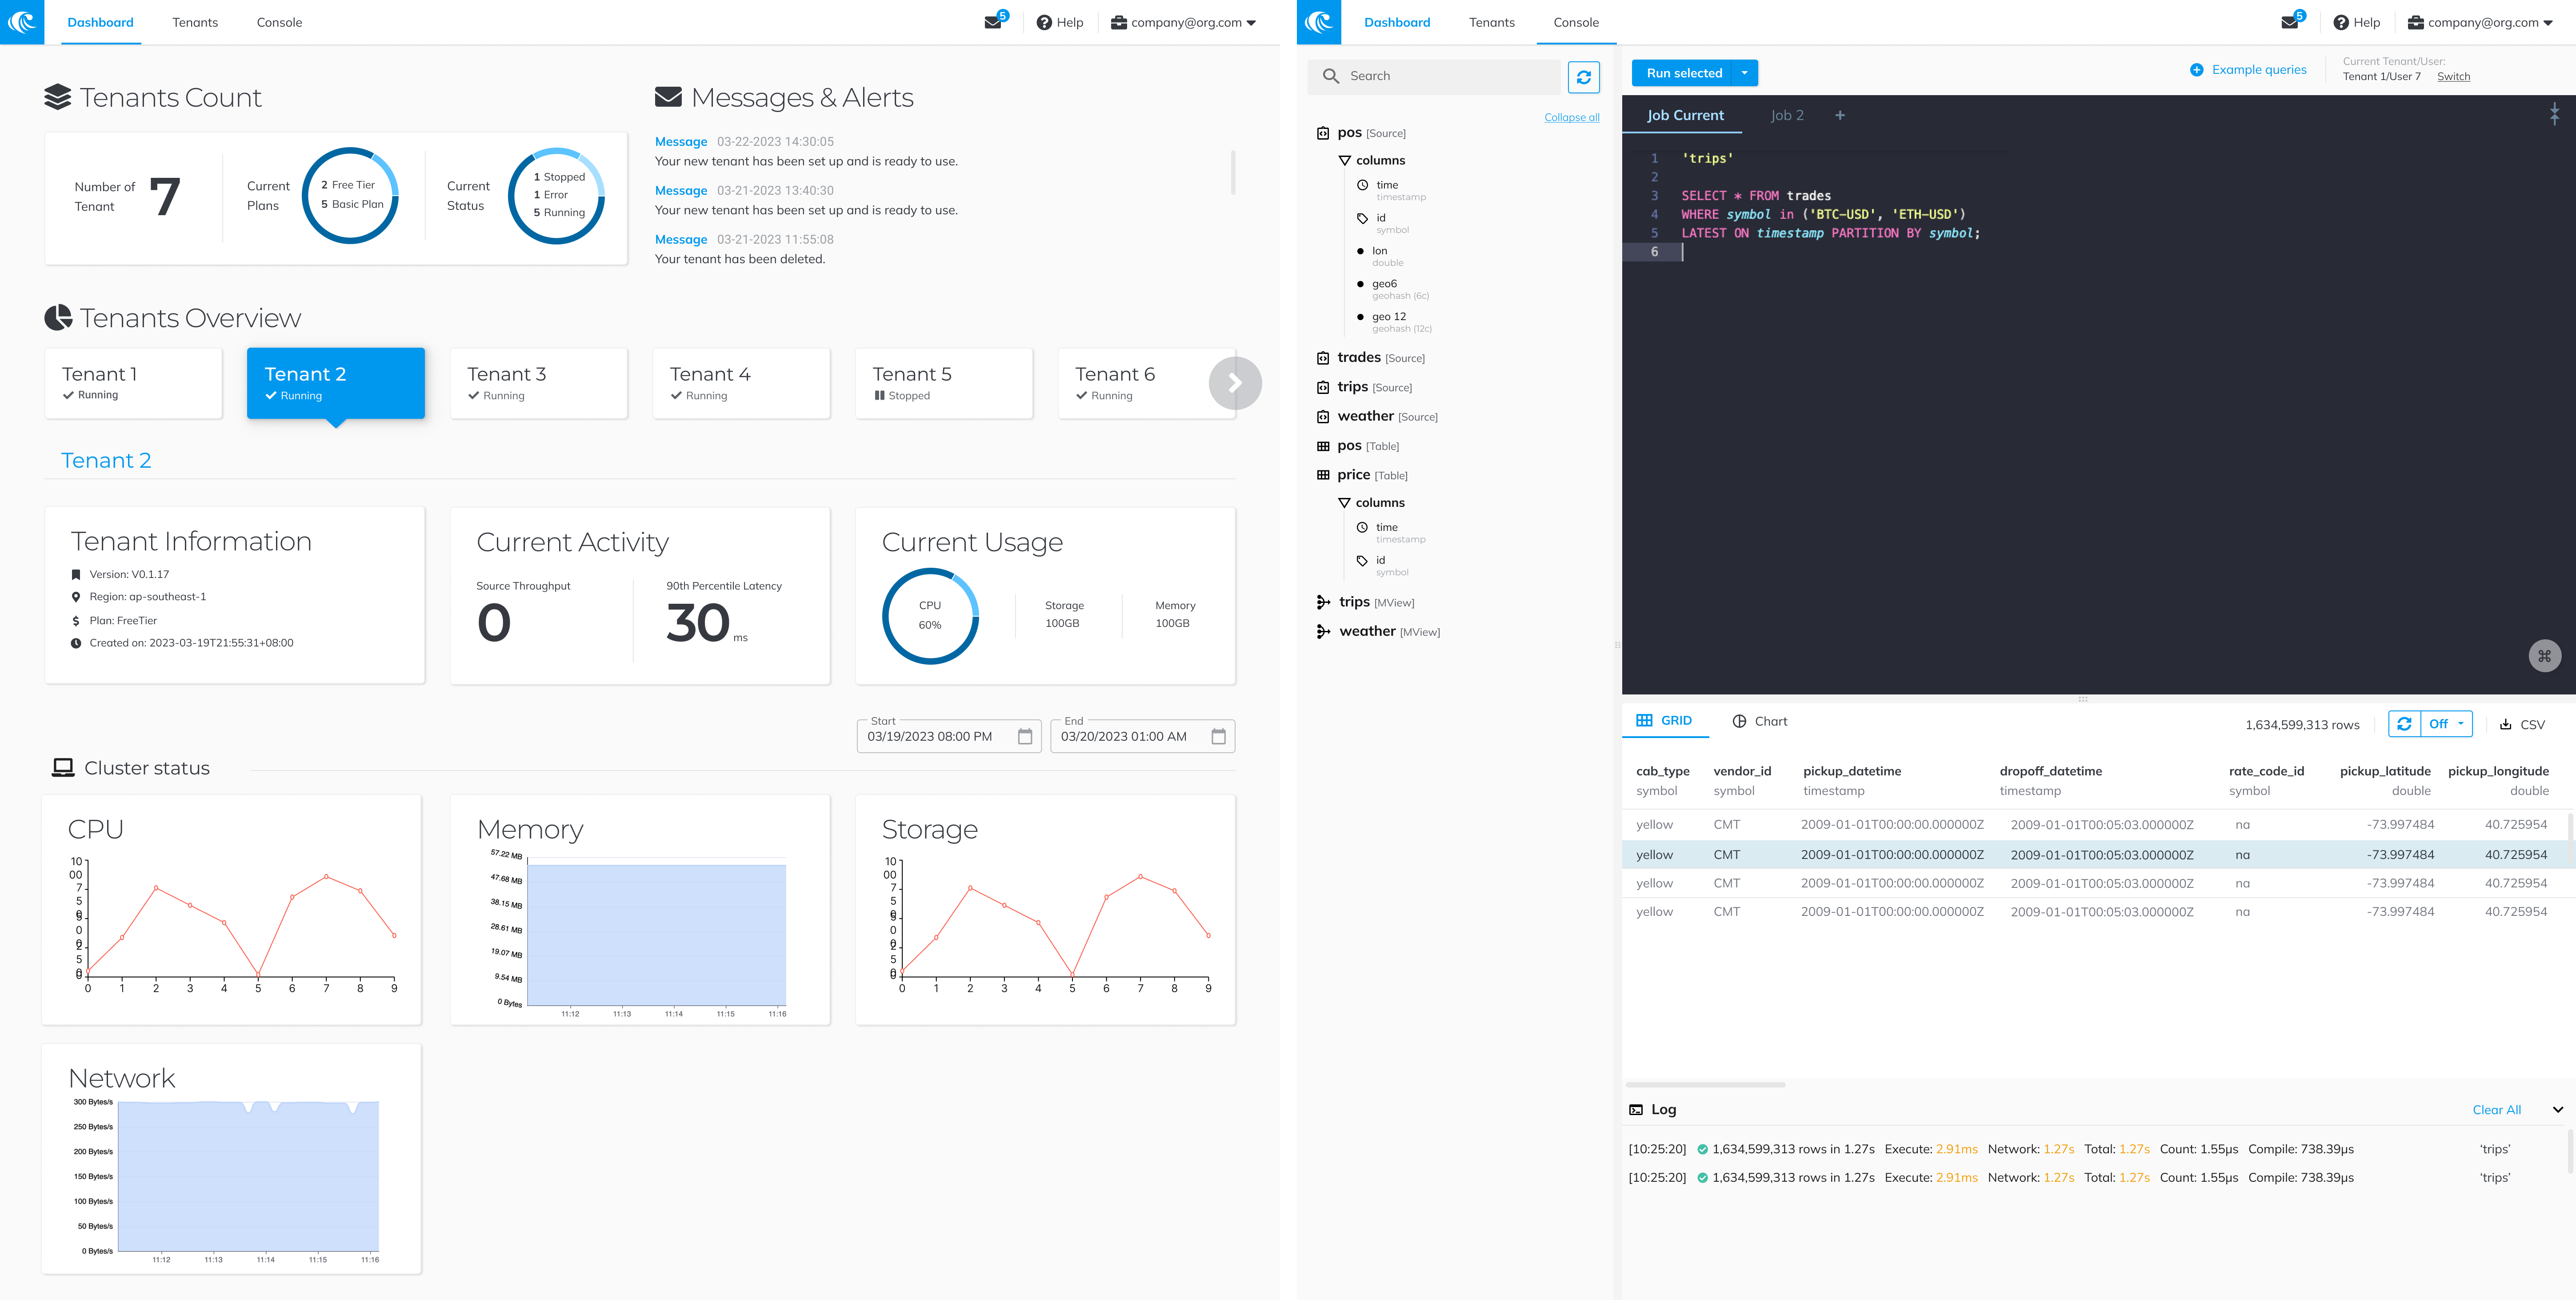 Dashboard Tenants Console 5 Help company@org.com
Tenants Count
Number of Tenant 7
Current Plans
2 Free Tier
5 Basic Plan
Current Status
1 Stopped
1 Error
5 Running
Messages & Alerts
Message 03-22-2023 14:30:05
Your new tenant has been set up and is ready to use.
Message 03-21-2023 13:40:30
Your new tenant has been set up and is ready to use.
Message 03-21-2023 11:55:08
Your tenant has been deleted.
Tenants Overview
Tenant 1
Running
Tenant 2
Running
Tenant 3
Running
Tenant 4
Running
Tenant 5
Stopped
Tenant 6
Running
Tenant 2
Tenant Information
Version: V0.1.17
Region: ap-southeast-1
Plan: FreeTier
Created on: 2023-03-19T21:55:31+08:00
Current Activity
Source Throughput
0
90th Percentile Latency
30 ms
Current Usage
CPU
60%
Storage
100GB
Memory
100GB
Start
03/19/2023 08:00 PM
End
03/20/2023 01:00 AM
Cluster status
CPU
10
00
7
5
0
5
0
0
2
5
0
0
0 1 2 3 4 5 6 7 8 9
Memory
57.22 MB
47.68 MB
38.15 MB
28.61 MB
19.07 MB
9.54 MB
0 Bytes
11:12 11:13 11:14 11:15 11:16
Storage
10
00
7
5
0
5
0
0
2
5
0
0
0 1 2 3 4 5 6 7 8 9
Network
300 Bytes/s
250 Bytes/s
200 Bytes/s
150 Bytes/s
100 Bytes/s
50 Bytes/s
0 Bytes/s
11:12 11:13 11:14 11:15 11:16
Dashboard Tenants Console 5 Help company@org.com
Search
Collapse all
pos [Source]
columns
time
timestamp
id
symbol
lon
double
geo6
geohash (6c)
geo 12
geohash (12c)
trades [Source]
trips [Source]
weather [Source]
pos [Table]
price [Table]
columns
time
timestamp
id
symbol
trips [MView]
weather [MView]
Run selected
Example queries
Current Tenant/User:
Tenant 1/User 7 Switch
Job Current Job 2 +
1 'trips'
2
3 SELECT * FROM trades
4 WHERE symbol in ('BTC-USD', 'ETH-USD')
5 LATEST ON timestamp PARTITION BY symbol;
6
GRID Chart 1,634,599,313 rows Off CSV
cab_type vendor_id pickup_datetime dropoff_datetime rate_code_id pickup_latitude pickup_longitude
symbol symbol timestamp timestamp symbol double double
yellow CMT 2009-01-01T00:00:00.000000Z 2009-01-01T00:05:03.000000Z na -73.997484 40.725954
yellow CMT 2009-01-01T00:00:00.000000Z 2009-01-01T00:05:03.000000Z na -73.997484 40.725954
yellow CMT 2009-01-01T00:00:00.000000Z 2009-01-01T00:05:03.000000Z na -73.997484 40.725954
yellow CMT 2009-01-01T00:00:00.000000Z 2009-01-01T00:05:03.000000Z na -73.997484 40.725954
Log Clear All
[10:25:20] 1,634,599,313 rows in 1.27s Execute: 2.91ms Network: 1.27s Total: 1.27s Count: 1.55µs Compile: 738.39µs 'trips'
[10:25:20] 1,634,599,313 rows in 1.27s Execute: 2.91ms Network: 1.27s Total: 1.27s Count: 1.55µs Compile: 738.39µs 'trips'